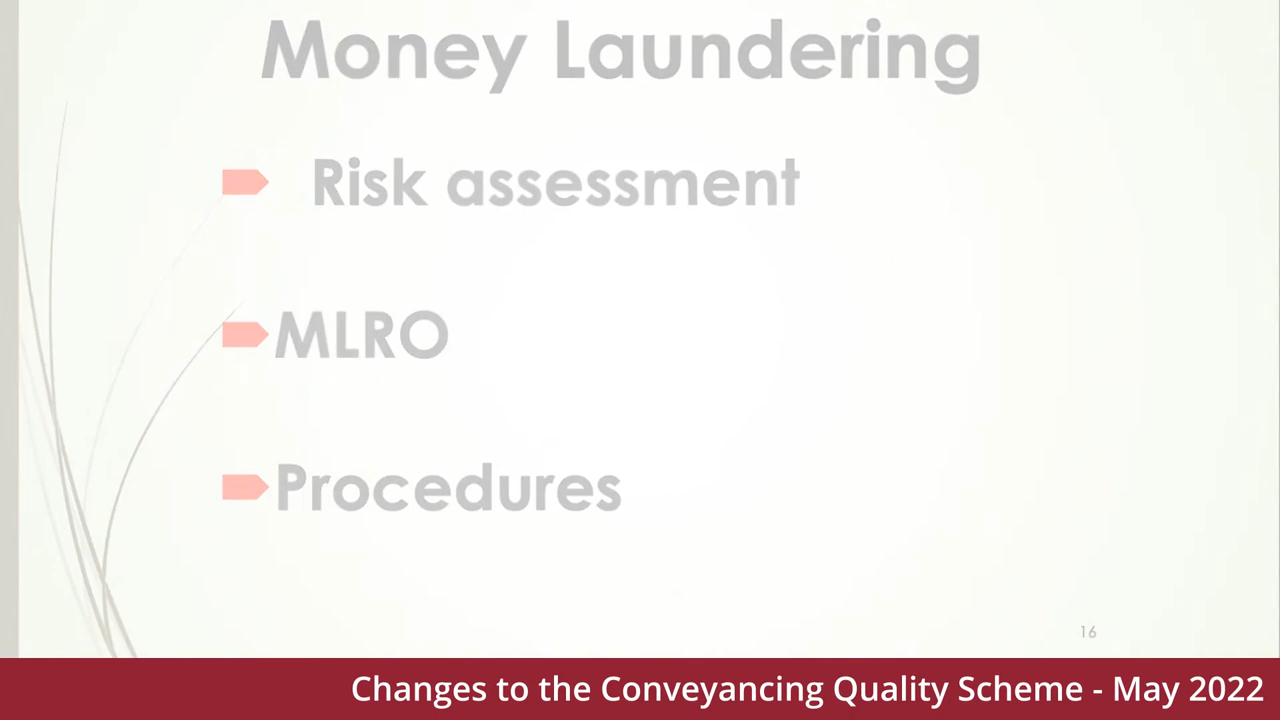 Money Laundering
Risk assessment
MLRO
Procedures
16
Changes to the Conveyancing Quality Scheme - May 2022